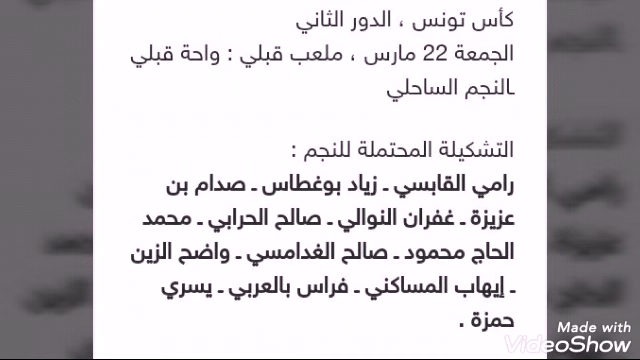 كأس تونس ، الدور الثاني
الجمعة 22 مارس ، ملعب قبلي : واحة قبلي
ـالنجم الساحلي
التشكيلة المحتملة للنجم :
رامي القابسي ـ زياد بوغطاس ـ صدام بن
عزيزة ـ غفران النوالي ـ صالح الحرابي ـ محمد
الحاج محمود ـ صالح الغدامسي ـ واضح الزين
ـ إيهاب المساكني ـ فراس بالعربي ـ يسري
حمزة .
Made with
VideoShow